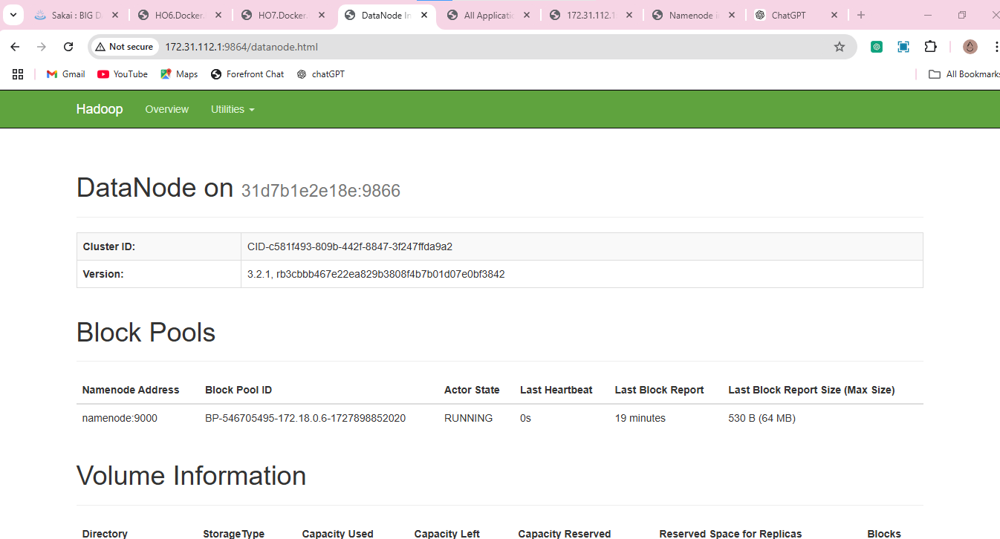 Sakai : BIG D
HO6.Docker.
HO7.Docker.
DataNode In
All Applicatio
172.31.112.1
Namenode i
ChatGPT
Not secure
172.31.112.1:9864/datanode.html
Gmail
YouTube
Maps
Forefront Chat
chatGPT
All Bookmarks
Hadoop
Overview
Utilities
DataNode on 31d7b1e2e18e:9866
Cluster ID: CID-c581f493-809b-442f-8847-3f247ffda9a2
Version: 3.2.1, rb3cbbb467e22ea829b3808f4b7b01d07e0bf3842
Block Pools
Namenode Address Block Pool ID Actor State Last Heartbeat Last Block Report Last Block Report Size (Max Size)
namenode:9000 BP-546705495-172.18.0.6-1727898852020 RUNNING 0s 19 minutes 530 B (64 MB)
Volume Information
Directory StorageType Capacity Used Capacity Left Capacity Reserved Reserved Space for Replicas Blocks